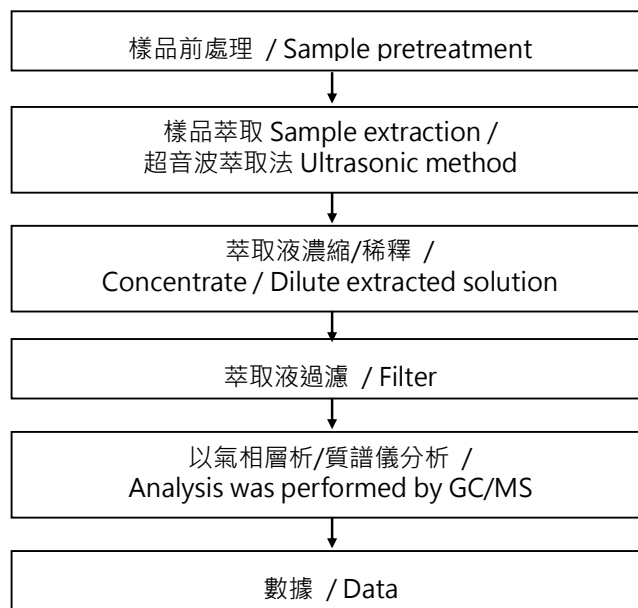 樣品前處理 / Sample pretreatment
樣品萃取 Sample extraction /
超音波萃取法 Ultrasonic method
萃取液濃縮/稀釋 /
Concentrate / Dilute extracted solution
萃取液過濾 / Filter
以氣相層析/質譜儀分析 /
Analysis was performed by GC/MS
數據 / Data